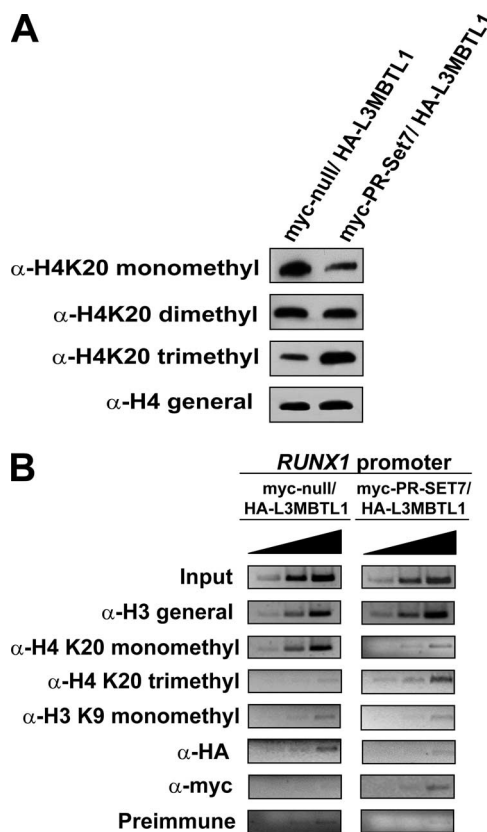 A
myc-null/ HA-L3MBTL1
myc-PR-Set7/ HA-L3MBTL1
α-H4K20 monomethyl
α-H4K20 dimethyl
α-H4K20 trimethyl
α-H4 general
B
RUNX1 promoter
myc-null/
HA-L3MBTL1
myc-PR-SET7/
HA-L3MBTL1
Input
α-H3 general
α-H4 K20 monomethyl
α-H4 K20 trimethyl
α-H3 K9 monomethyl
α-HA
α-myc
Preimmune